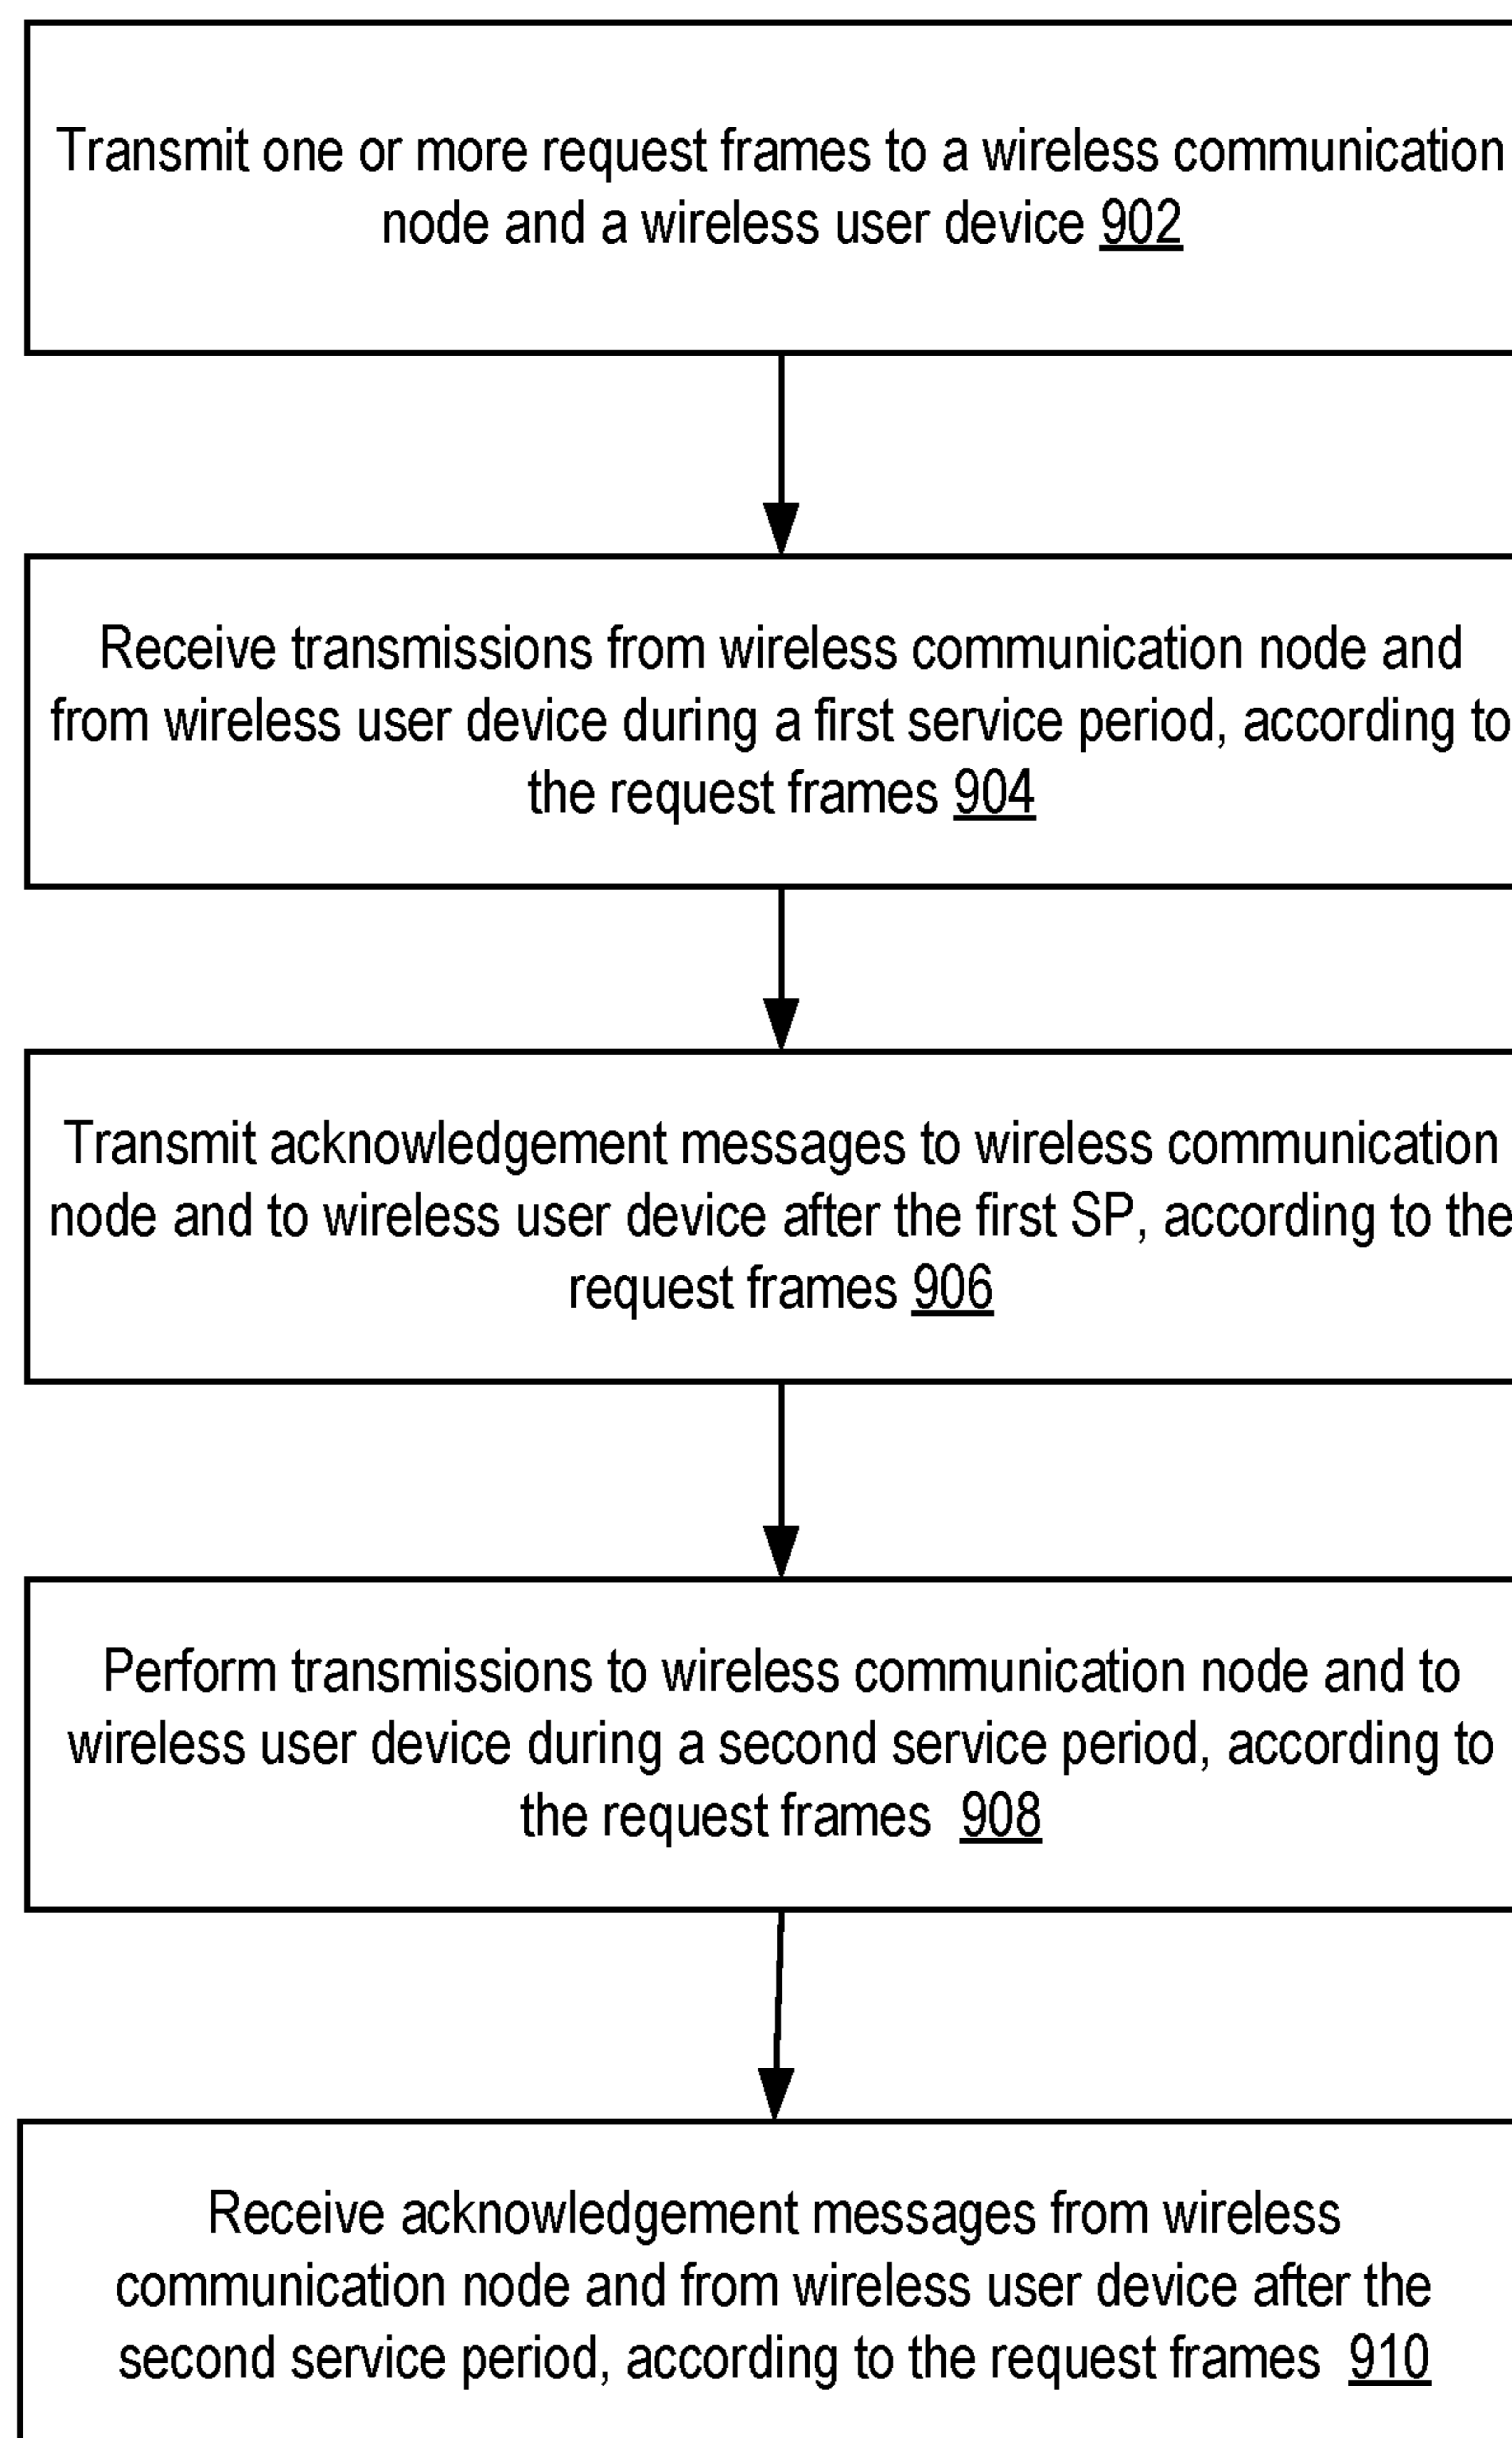 Transmit one or more request frames to a wireless communication
node and a wireless user device 902
Receive transmissions from wireless communication node and
from wireless user device during a first service period, according to
the request frames 904
Transmit acknowledgement messages to wireless communication
node and to wireless user device after the first SP, according to the
request frames 906
Perform transmissions to wireless communication node and to
wireless user device during a second service period, according to
the request frames 908
Receive acknowledgement messages from wireless
communication node and from wireless user device after the
second service period, according to the request frames 910